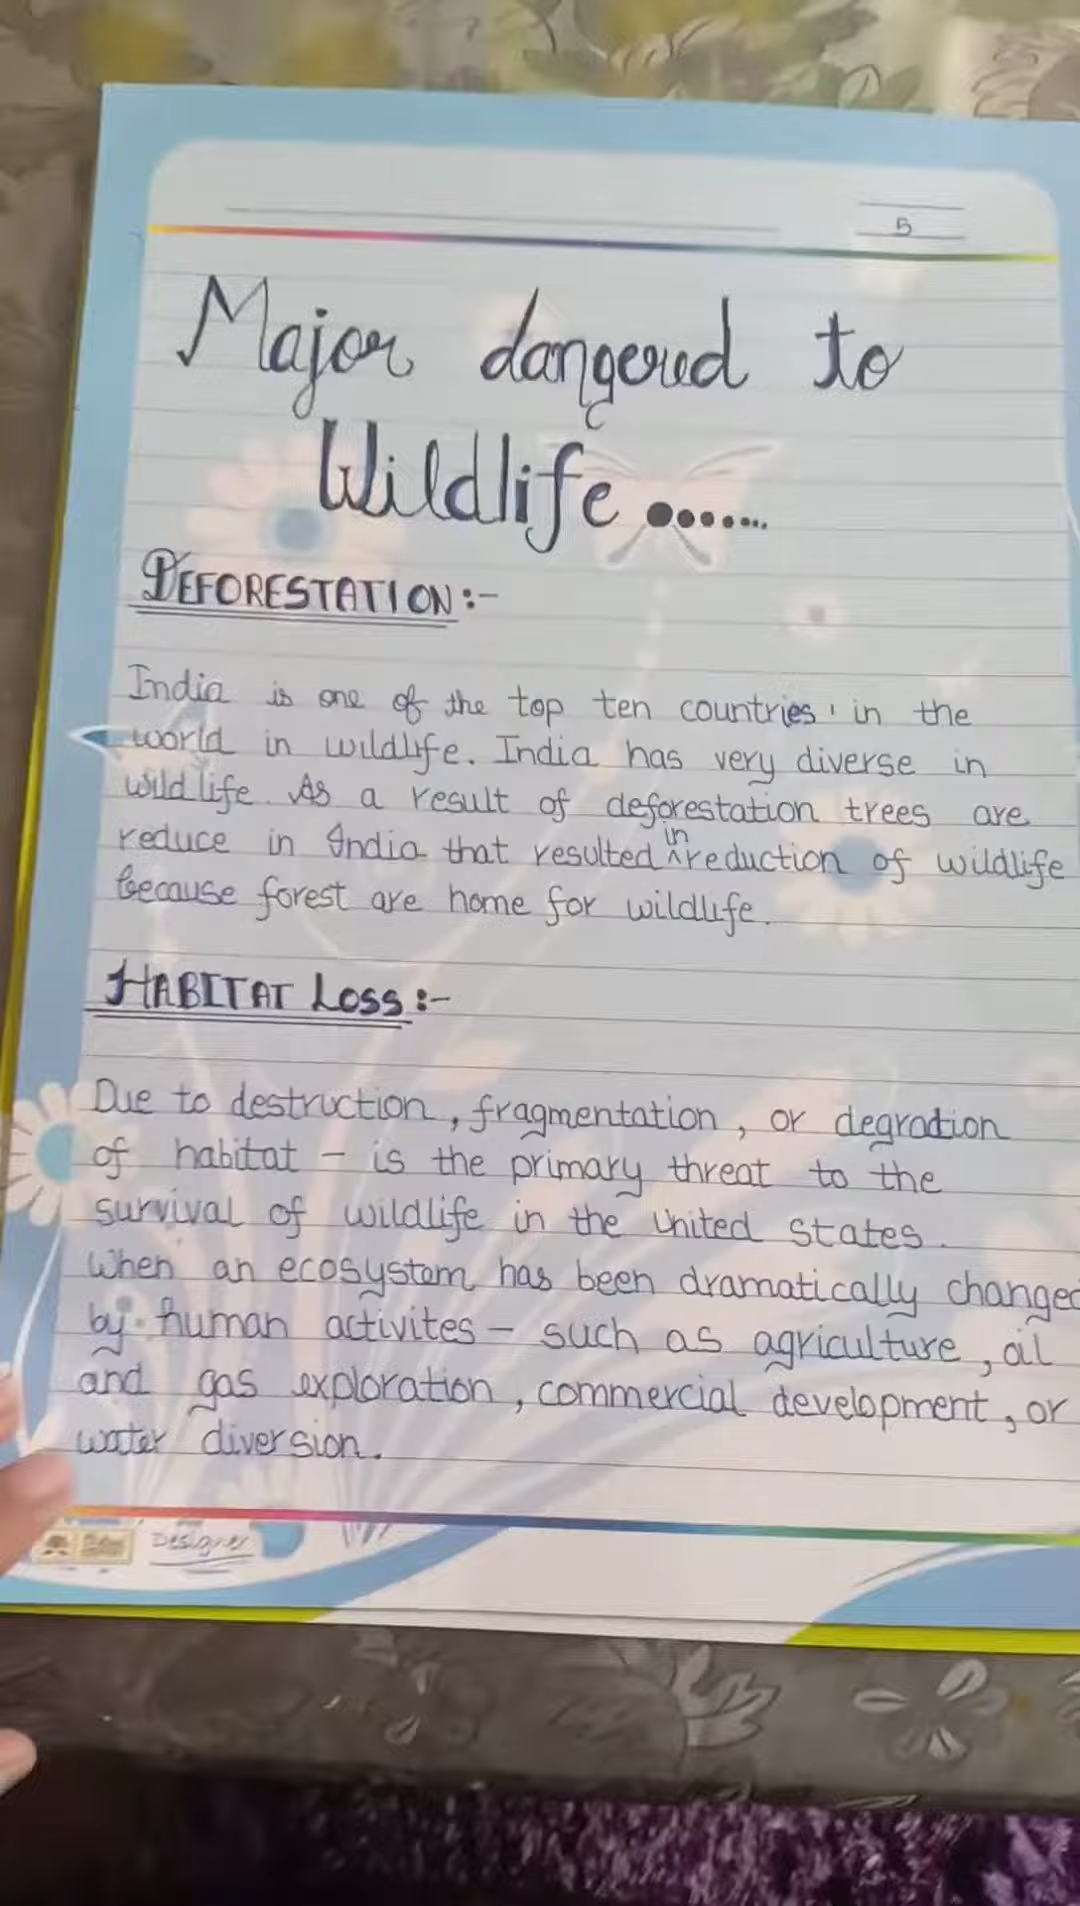 5
Major dangered to
Wildlife.......
DEFORESTATION:-
India is one of the top ten countries in the
world in wildlife. India has very diverse in
wildlife. As a result of deforestation trees are
in
reduce in India that resulted ^reduction of wildlife
because forest are home for wildlife.
HABITAT LOSS:-
Due to destruction, fragmentation, or degradtion
of habitat - is the primary threat to the
survival of wildlife in the United States.
When an ecosystem has been dramatically changed
by human activites - such as agriculture, oil
and gas exploration, commercial development, or
water diversion.
Designer